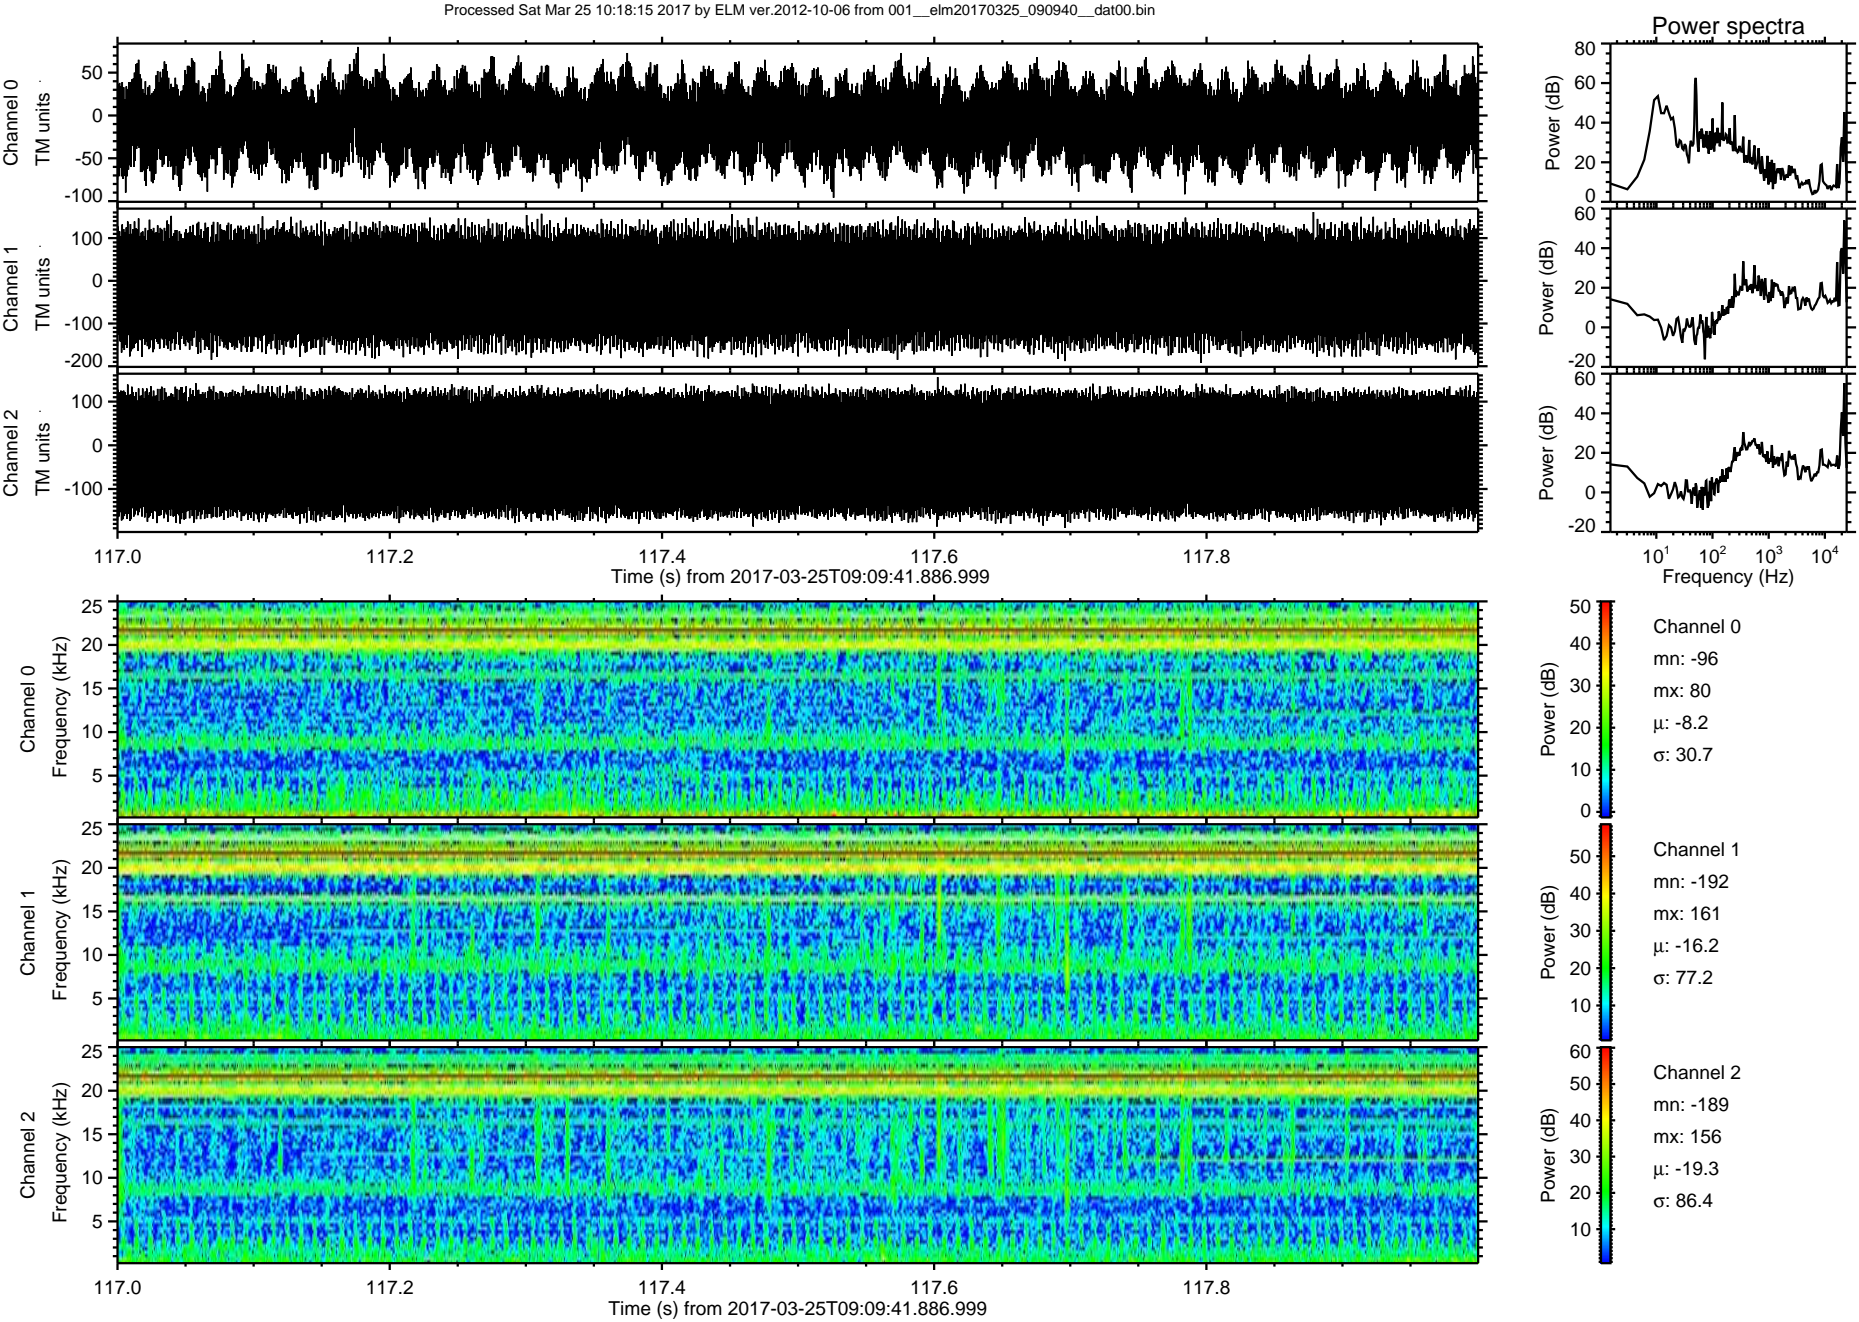 Processed Sat Mar 25 10:18:15 2017 by ELM ver.2012-10-06 from 001__elm20170325_090940__dat00.bin
Power spectra
Channel 0
TM units
50
0
-50
-100
Power (dB)
80
60
40
20
0
Channel 1
TM units
100
0
-100
-200
Power (dB)
60
40
20
0
-20
Channel 2
TM units
100
0
-100
Power (dB)
60
40
20
0
-20
117.0 117.2 117.4 117.6 117.8
Time (s) from 2017-03-25T09:09:41.886.999
10¹ 10² 10³ 10⁴
Frequency (Hz)
Channel 0
Frequency (kHz)
25
20
15
10
5
Power (dB)
50
40
30
20
10
0
Channel 0
mn: -96
mx: 80
μ: -8.2
σ: 30.7
Channel 1
Frequency (kHz)
25
20
15
10
5
Power (dB)
50
40
30
20
10
Channel 1
mn: -192
mx: 161
μ: -16.2
σ: 77.2
Channel 2
Frequency (kHz)
25
20
15
10
5
Power (dB)
60
50
40
30
20
10
Channel 2
mn: -189
mx: 156
μ: -19.3
σ: 86.4
117.0 117.2 117.4 117.6 117.8
Time (s) from 2017-03-25T09:09:41.886.999